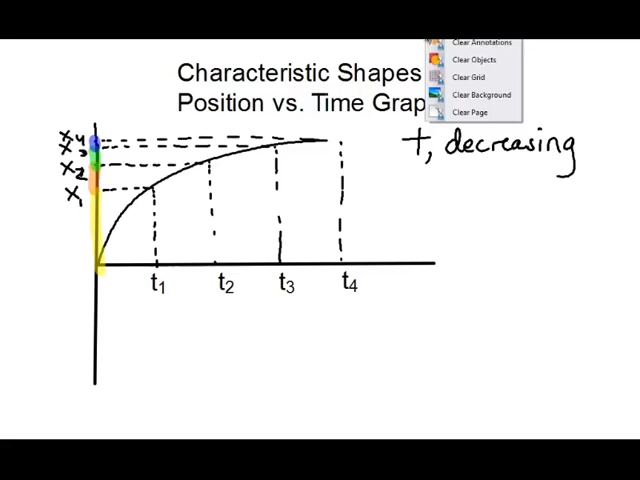 Clear Annotations
Clear Objects
Clear Grid
Clear Background
Clear Page
Characteristic Shapes
Position vs. Time Grap
+, decreasing
x4
x3
x2
x1
t1
t2
t3
t4